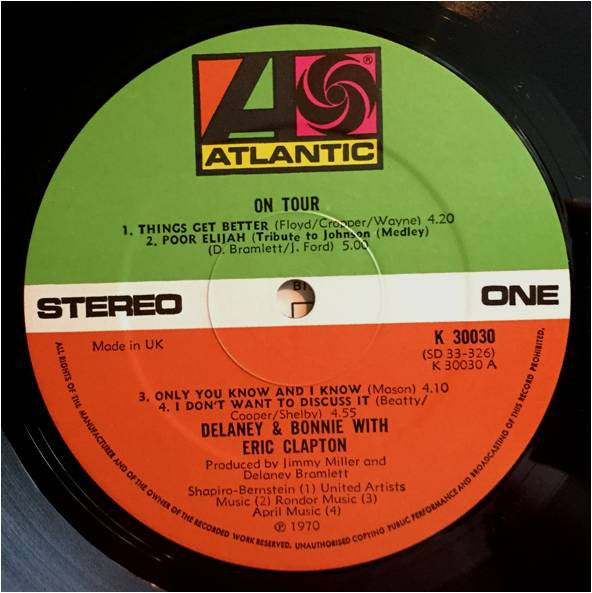 ®
ATLANTIC
ON TOUR
1. THINGS GET BETTER (Floyd/Cropper/Wayne) 4.20
2. POOR ELIJAH (Tribute to Johnson (Medley)
(D. Bramlett/J. Ford) 5.00
BI
STEREO
ONE
Made in UK
K 30030
(SD 33-326)
K 30030 A
3. ONLY YOU KNOW AND I KNOW (Mason) 4.10
4. I DON'T WANT TO DISCUSS IT (Beatty/
Cooper/Shelby) 4.55
DELANEY & BONNIE WITH
ERIC CLAPTON
Produced by Jimmy Miller and
Delaney Bramlett
Shapiro-Bernstein (1) United Artists
Music (2) Rondor Music (3)
April Music (4)
℗ 1970
ALL RIGHTS OF THE MANUFACTURER AND OF THE OWNER OF THE RECORDED WORK RESERVED. UNAUTHORISED COPYING PUBLIC PERFORMANCE AND BROADCASTING OF THIS RECORD PROHIBITED.